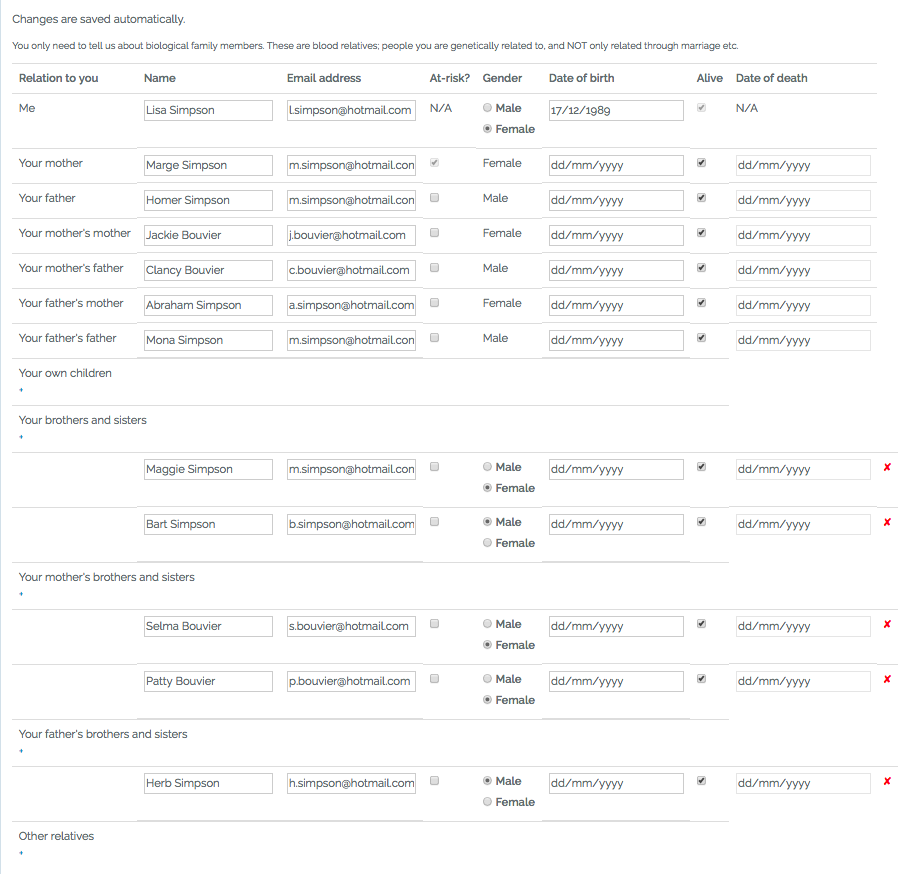 Changes are saved automatically.
You only need to tell us about biological family members. These are blood relatives; people you are genetically related to, and NOT only related through marriage etc.
Relation to you Name Email address At-risk? Gender Date of birth Alive Date of death
Me Lisa Simpson l.simpson@hotmail.com N/A Male 17/12/1989 N/A
Female
Your mother Marge Simpson m.simpson@hotmail.con Female dd/mm/yyyy dd/mm/yyyy
Your father Homer Simpson m.simpson@hotmail.con Male dd/mm/yyyy dd/mm/yyyy
Your mother's mother Jackie Bouvier j.bouvier@hotmail.com Female dd/mm/yyyy dd/mm/yyyy
Your mother's father Clancy Bouvier c.bouvier@hotmail.com Male dd/mm/yyyy dd/mm/yyyy
Your father's mother Abraham Simpson a.simpson@hotmail.com Female dd/mm/yyyy dd/mm/yyyy
Your father's father Mona Simpson m.simpson@hotmail.con Male dd/mm/yyyy dd/mm/yyyy
Your own children
+
Your brothers and sisters
+
Maggie Simpson m.simpson@hotmail.con Male dd/mm/yyyy dd/mm/yyyy ✘
Female
Bart Simpson b.simpson@hotmail.com Male dd/mm/yyyy dd/mm/yyyy ✘
Female
Your mother's brothers and sisters
+
Selma Bouvier s.bouvier@hotmail.com Male dd/mm/yyyy dd/mm/yyyy ✘
Female
Patty Bouvier p.bouvier@hotmail.com Male dd/mm/yyyy dd/mm/yyyy ✘
Female
Your father's brothers and sisters
+
Herb Simpson h.simpson@hotmail.com Male dd/mm/yyyy dd/mm/yyyy ✘
Female
Other relatives
+